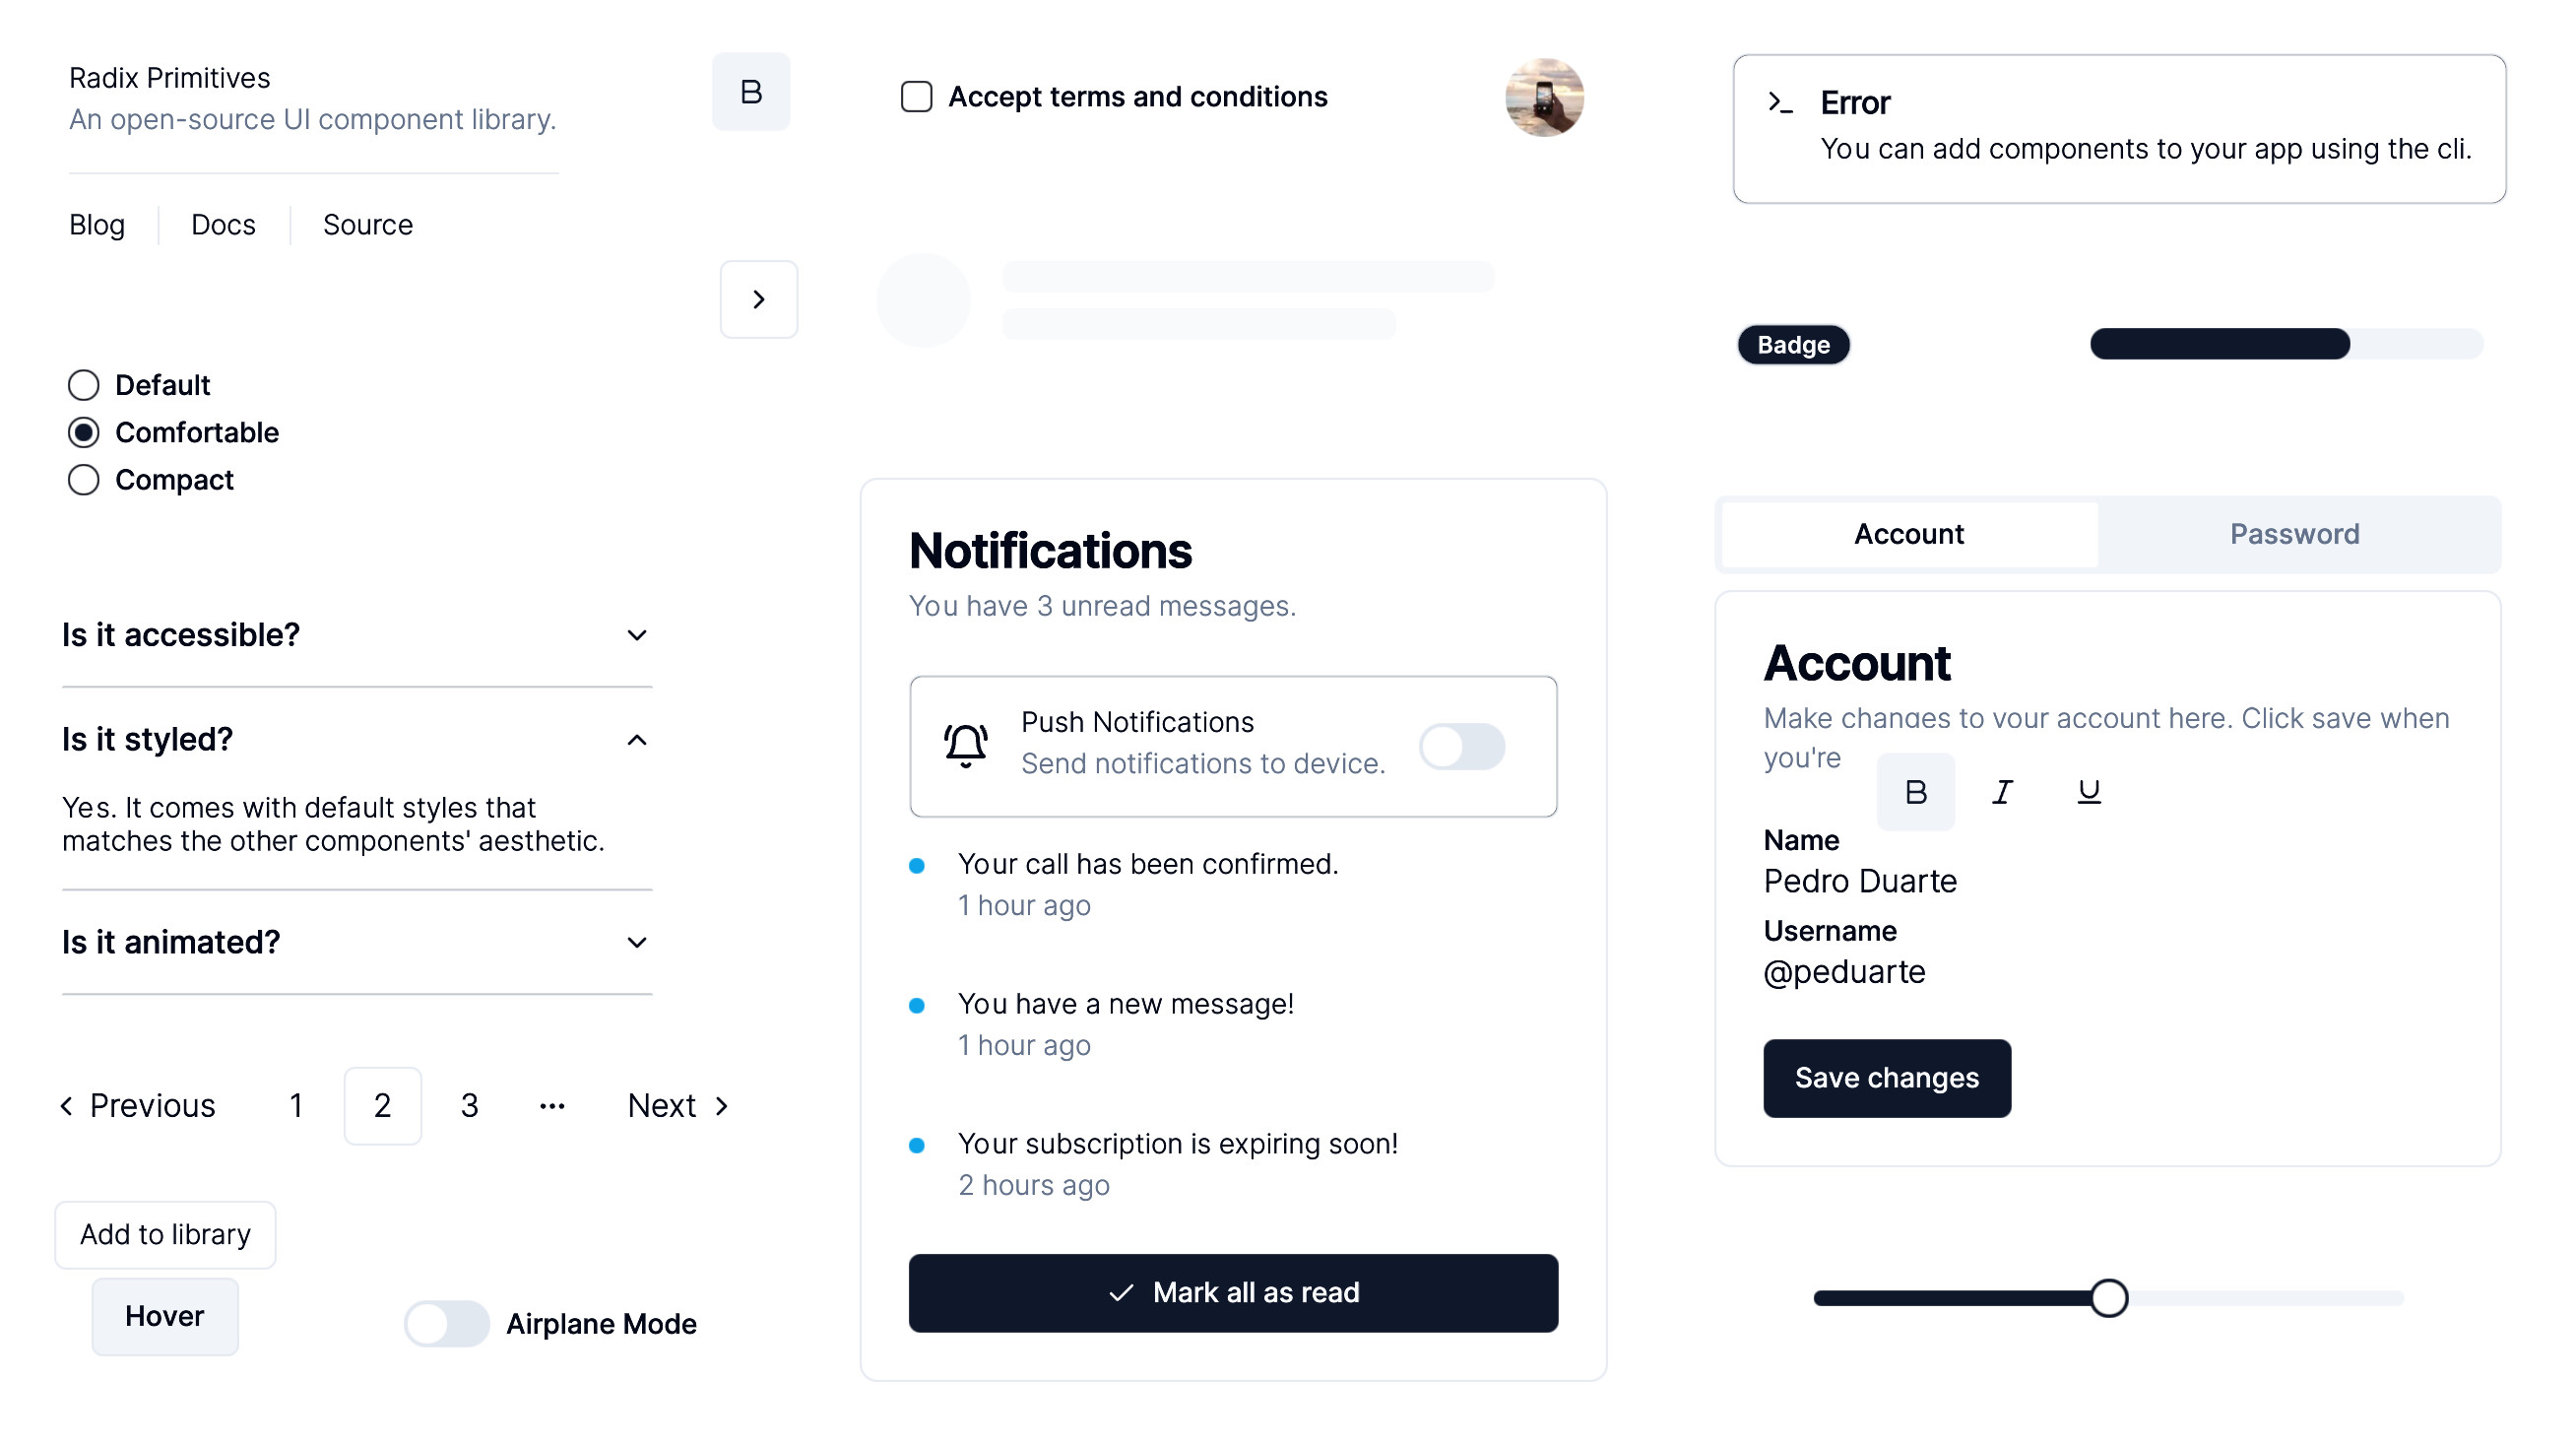 Radix Primitives
An open-source UI component library.
Blog
Docs
Source
Default
Comfortable
Compact
Is it accessible?
Is it styled?
Yes. It comes with default styles that
matches the other components' aesthetic.
Is it animated?
Previous 1 2 3 ... Next
Add to library
Hover
Airplane Mode
B
Accept terms and conditions
Notifications
You have 3 unread messages.
Push Notifications
Send notifications to device.
Your call has been confirmed.
1 hour ago
You have a new message!
1 hour ago
Your subscription is expiring soon!
2 hours ago
Mark all as read
Error
You can add components to your app using the cli.
Badge
Account
Password
Account
Make changes to your account here. Click save when
you're
B I U
Name
Pedro Duarte
Username
@peduarte
Save changes